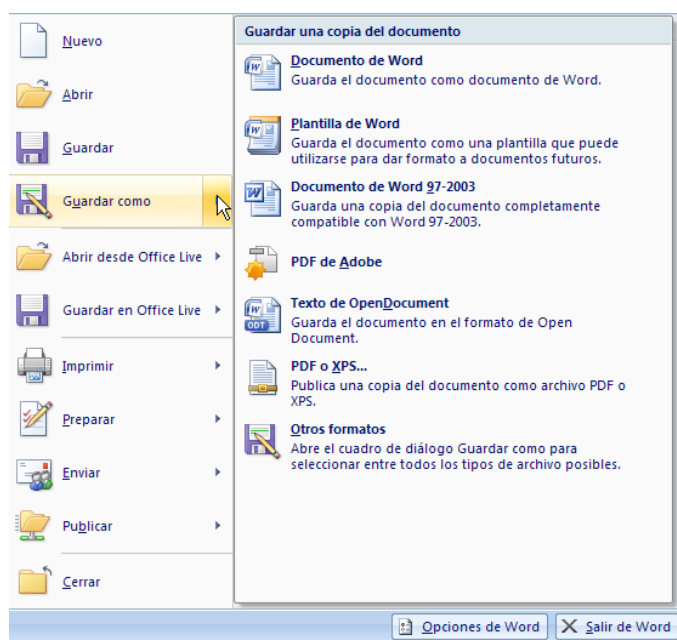 Nuevo
Abrir
Guardar
Guardar como
Abrir desde Office Live
Guardar en Office Live
Imprimir
Preparar
Enviar
Publicar
Cerrar
Guardar una copia del documento
Documento de Word
Guarda el documento como documento de Word.
Plantilla de Word
Guarda el documento como una plantilla que puede
utilizarse para dar formato a documentos futuros.
Documento de Word 97-2003
Guarda una copia del documento completamente
compatible con Word 97-2003.
PDF de Adobe
Texto de OpenDocument
Guarda el documento en el formato de Open
Document.
ODT
PDF o XPS...
Publica una copia del documento como archivo PDF o
XPS.
Otros formatos
Abre el cuadro de diálogo Guardar como para
seleccionar entre todos los tipos de archivo posibles.
Opciones de Word
Salir de Word